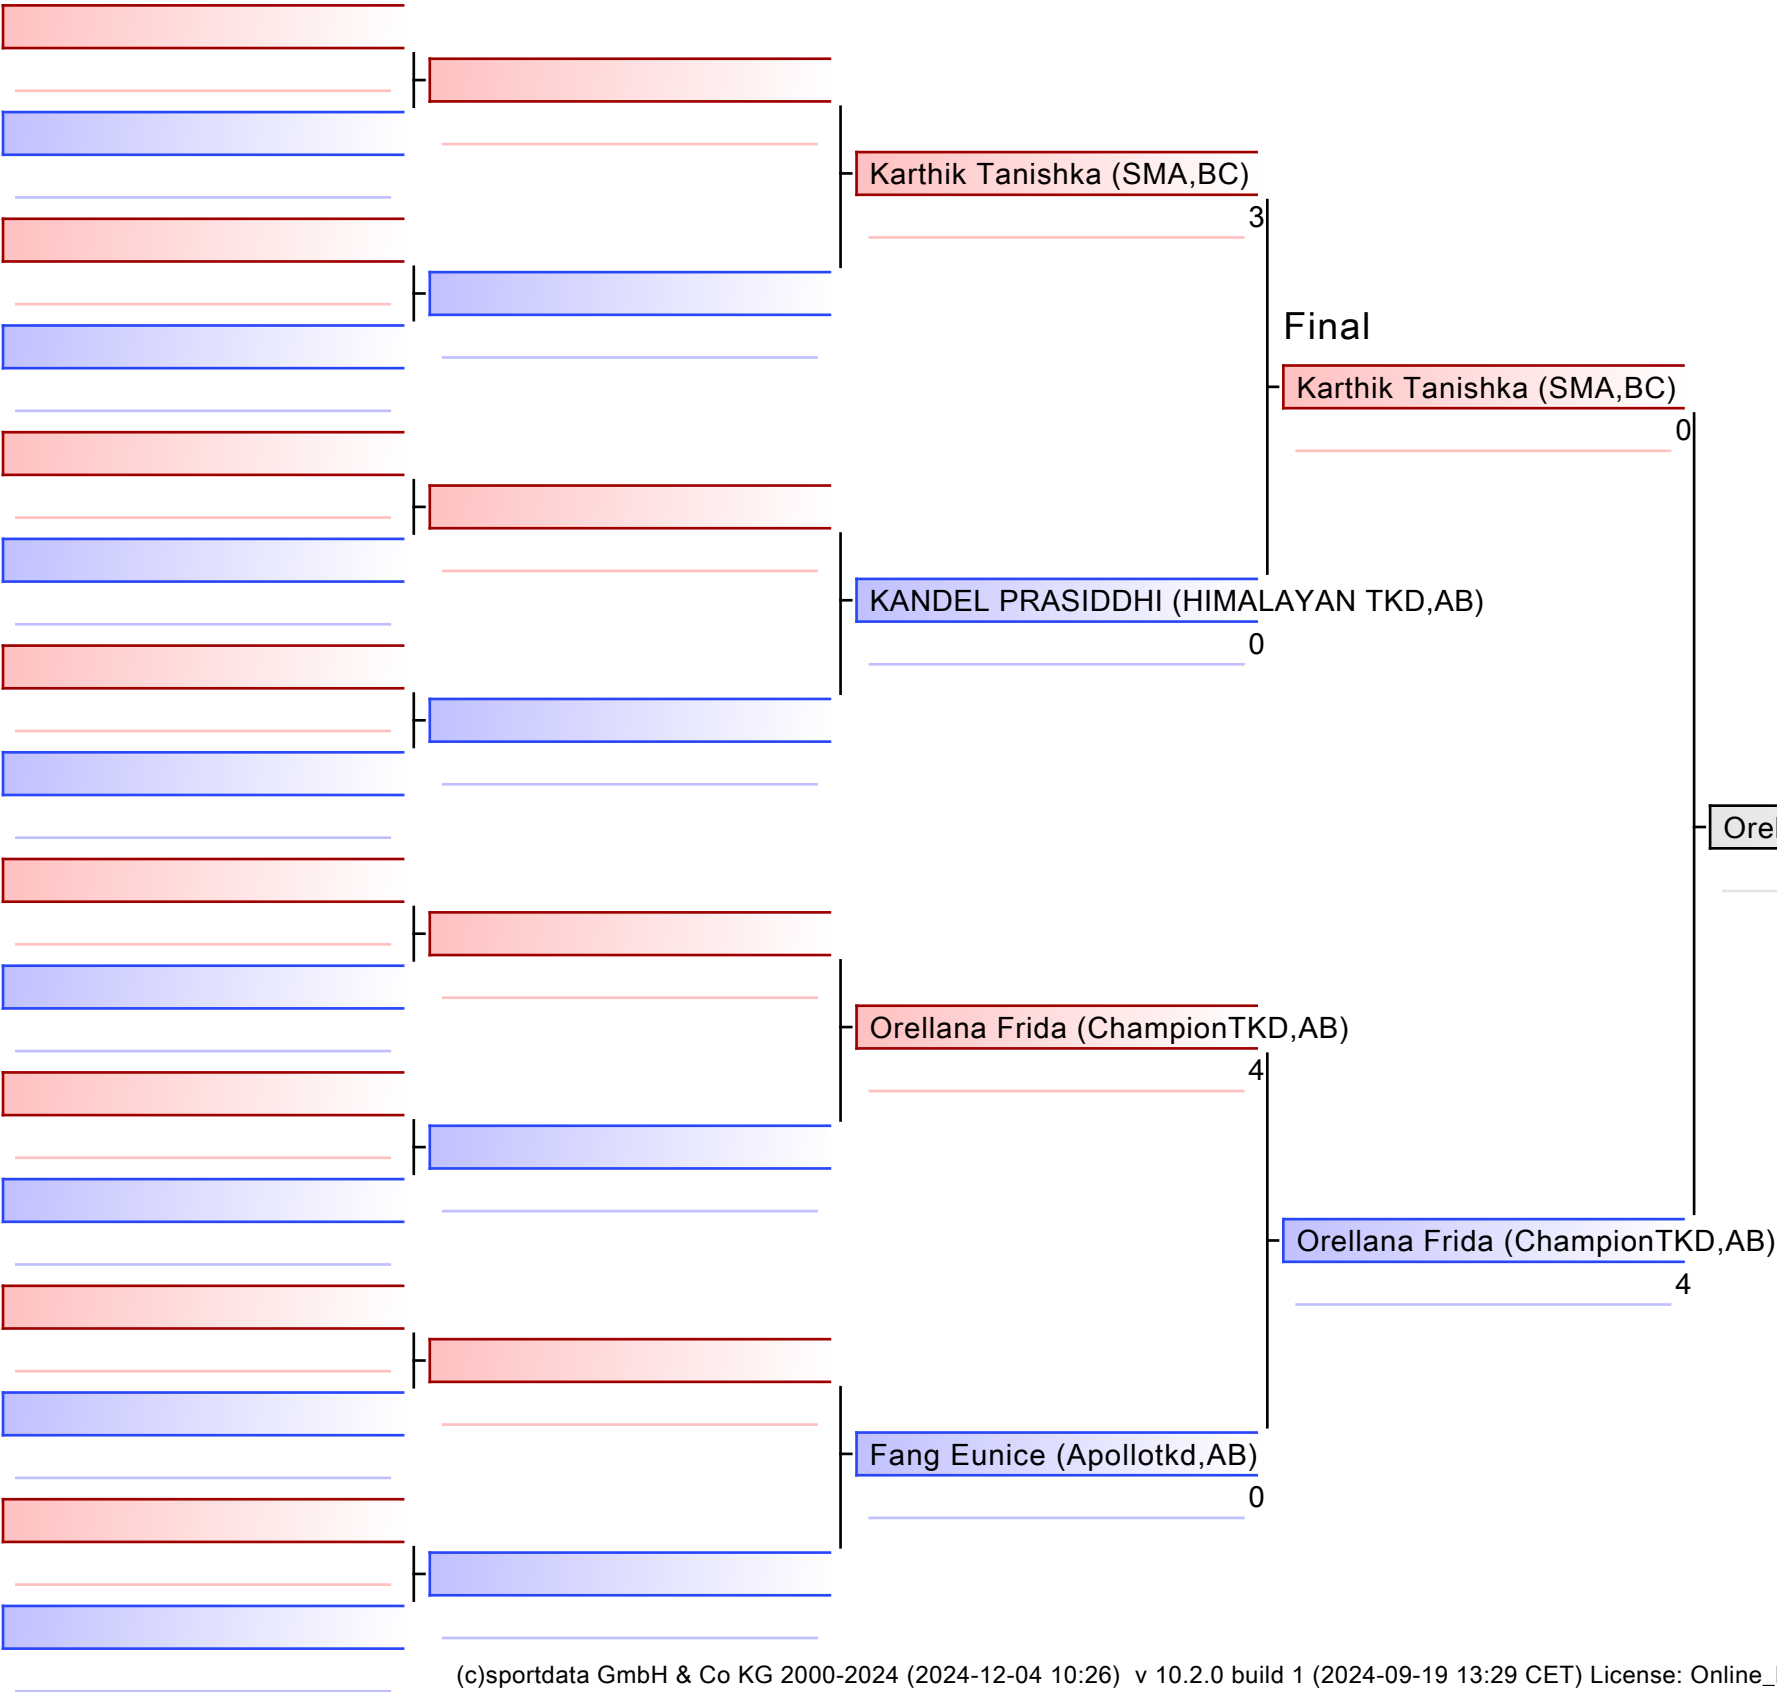 Karthik Tanishka (SMA,BC)
3
Final
Karthik Tanishka (SMA,BC)
0
KANDEL PRASIDDHI (HIMALAYAN TKD,AB)
0
Orellana Frida (ChampionTKD,AB)
4
Orellana Frida (ChampionTKD,AB)
4
Fang Eunice (Apollotkd,AB)
0
(c)sportdata GmbH & Co KG 2000-2024 (2024-12-04 10:26) v 10.2.0 build 1 (2024-09-19 13:29 CET) License: Online_